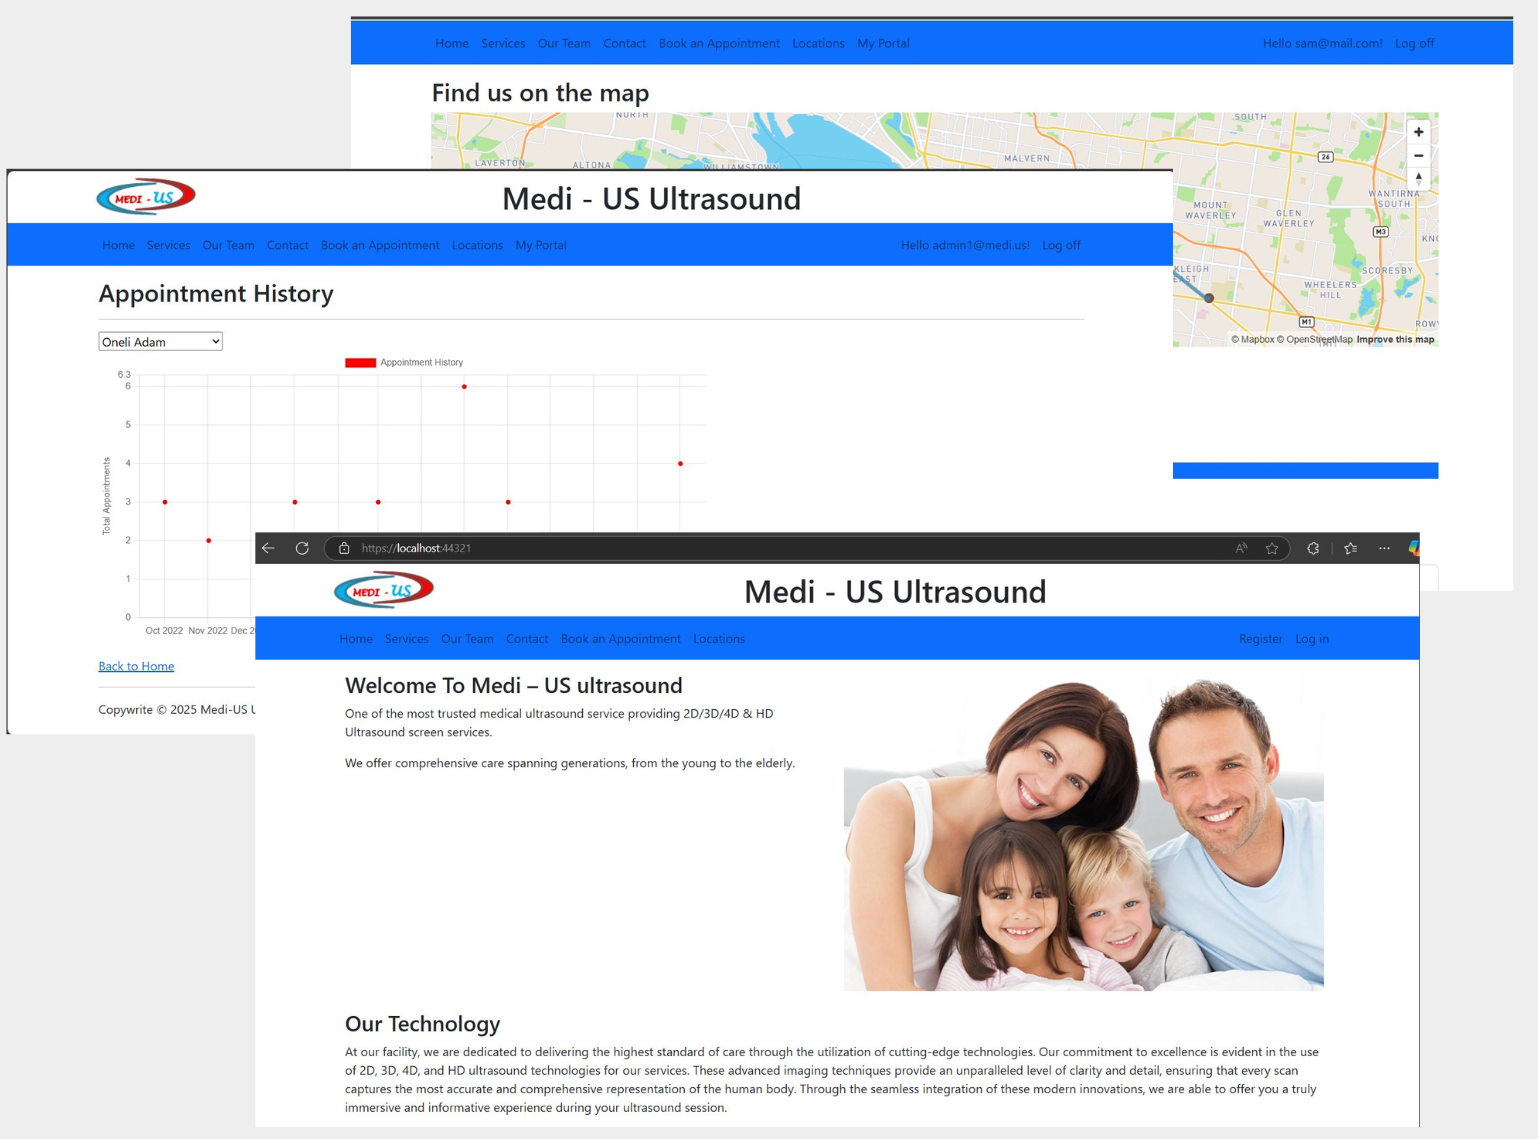 Home Services Our Team Contact Book an Appointment Locations My Portal Hello sam@mail.com! Log off
Find us on the map
NORTH
SOUTH
LAVERTON
ALTONA
WILLIAMSTOWN
MALVERN
26
WANTIRNA
SOUTH
MOUNT
WAVERLEY
GLEN
WAVERLEY
M3
EAST
SCORESBY
WHEELERS
HILL
M1
© Mapbox © OpenStreetMap Improve this map
MEDI - US
Medi - US Ultrasound
Home Services Our Team Contact Book an Appointment Locations My Portal Hello admin1@medi.us! Log off
Appointment History
Oneli Adam
Appointment History
6.3
6
5
4
3
2
1
0
Total Appointments
Oct 2022 Nov 2022 Dec 2
Back to Home
Copywrite © 2025 Medi-US U
https://localhost:44321
MEDI - US
Medi - US Ultrasound
Home Services Our Team Contact Book an Appointment Locations Register Log in
Welcome To Medi – US ultrasound
One of the most trusted medical ultrasound service providing 2D/3D/4D & HD
Ultrasound screen services.
We offer comprehensive care spanning generations, from the young to the elderly.
Our Technology
At our facility, we are dedicated to delivering the highest standard of care through the utilization of cutting-edge technologies. Our commitment to excellence is evident in the use
of 2D, 3D, 4D, and HD ultrasound technologies for our services. These advanced imaging techniques provide an unparalleled level of clarity and detail, ensuring that every scan
captures the most accurate and comprehensive representation of the human body. Through the seamless integration of these modern innovations, we are able to offer you a truly
immersive and informative experience during your ultrasound session.